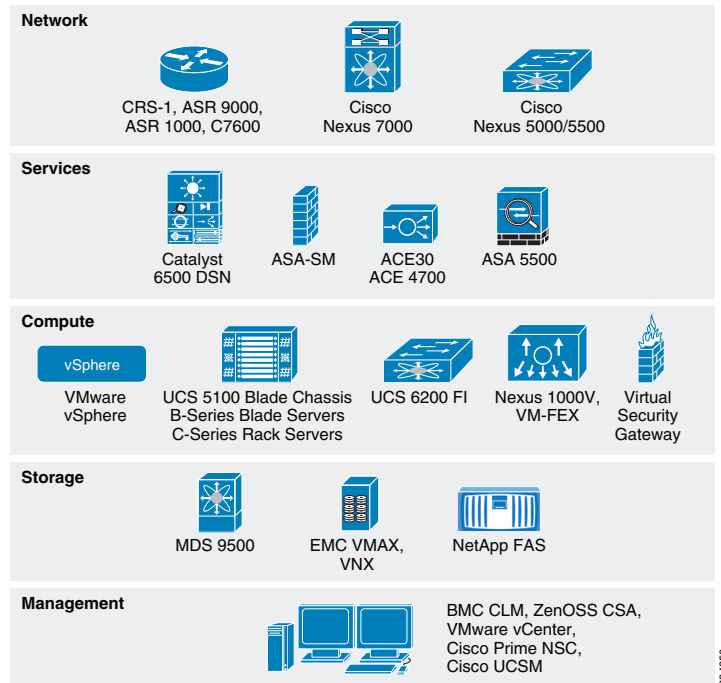 Network
CRS-1, ASR 9000,
ASR 1000, C7600
Cisco
Nexus 7000
Cisco
Nexus 5000/5500
Services
Catalyst
6500 DSN
ASA-SM
ACE30
ACE 4700
ASA 5500
Compute
vSphere
VMware
vSphere
UCS 5100 Blade Chassis
B-Series Blade Servers
C-Series Rack Servers
UCS 6200 FI
Nexus 1000V,
VM-FEX
Virtual
Security
Gateway
Storage
MDS 9500
EMC VMAX,
VNX
NetApp FAS
Management
BMC CLM, ZenOSS CSA,
VMware vCenter,
Cisco Prime NSC,
Cisco UCSM